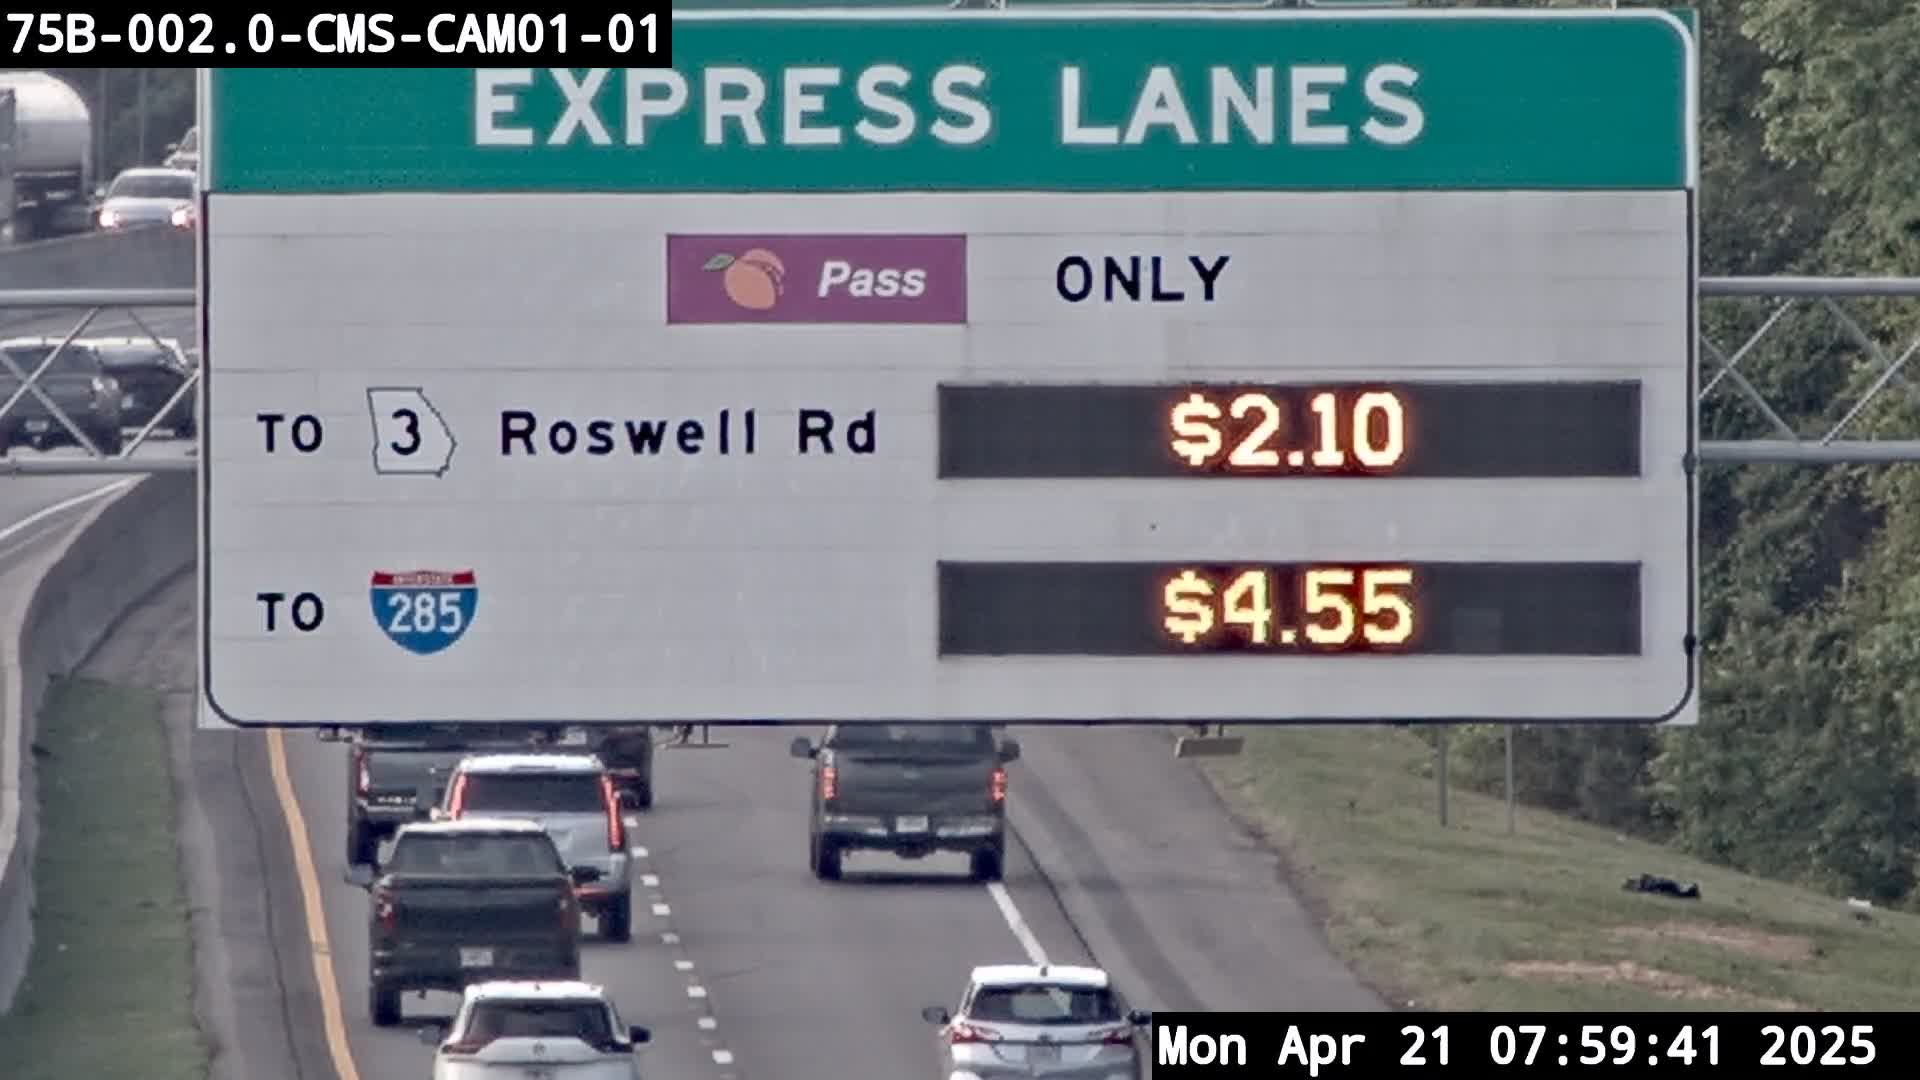 75B-002.0-CMS-CAM01-01
EXPRESS LANES
Pass ONLY
TO 3 Roswell Rd $2.10
INTERSTATE
TO 285 $4.55
Mon Apr 21 07:59:41 2025